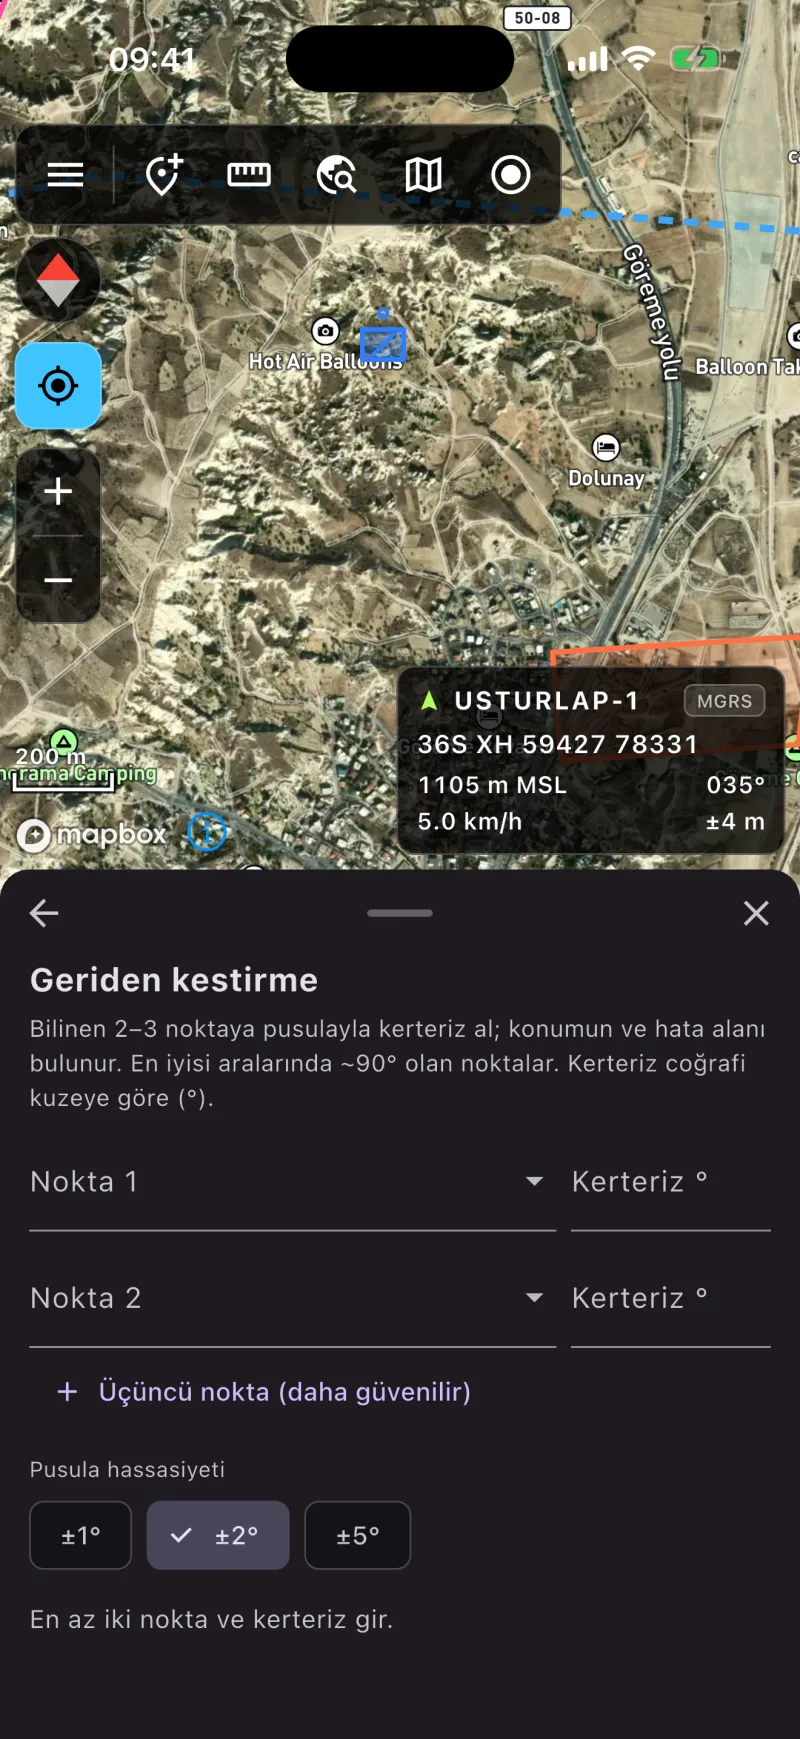 50-08
09:41
Göreme yolu
Hot Air Balloons
Balloon Tak
Dolunay
USTURLAP-1
MGRS
36S XH 59427 78331
1105 m MSL
035°
5.0 km/h
±4 m
200 m
norama Camping
mapbox
Geriden kestirme
Bilinen 2–3 noktaya pusulayla kerteriz al; konumun ve hata alanı
bulunur. En iyisi aralarında ~90° olan noktalar. Kerteriz coğrafi
kuzeye göre (°).
Nokta 1
Kerteriz °
Nokta 2
Kerteriz °
+ Üçüncü nokta (daha güvenilir)
Pusula hassasiyeti
±1°
±2°
±5°
En az iki nokta ve kerteriz gir.